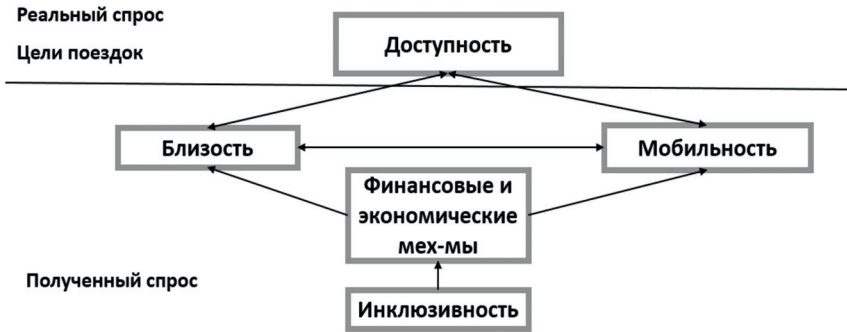 Реальный спрос
Цели поездок
Доступность
Близость
Мобильность
Финансовые и
экономические
мех-мы
Полученный спрос
Инклюзивность